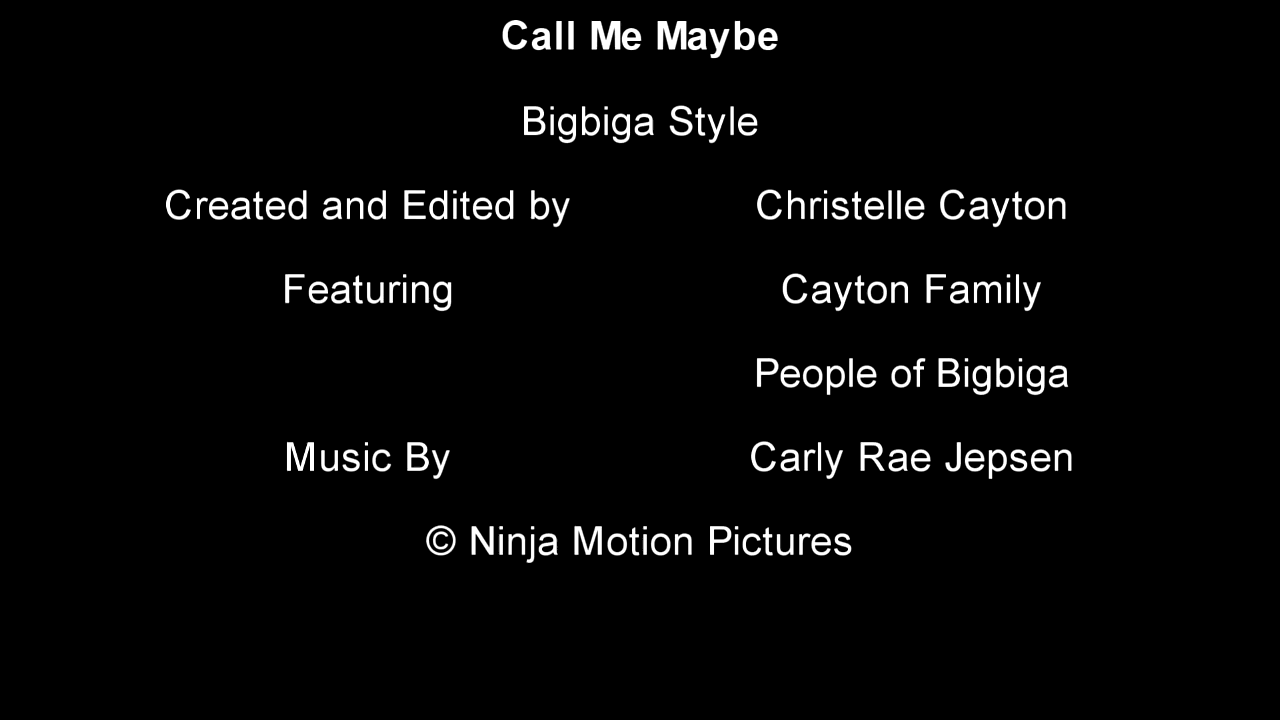 Call Me Maybe
Bigbiga Style
Created and Edited by Christelle Cayton
Featuring Cayton Family
People of Bigbiga
Music By Carly Rae Jepsen
© Ninja Motion Pictures